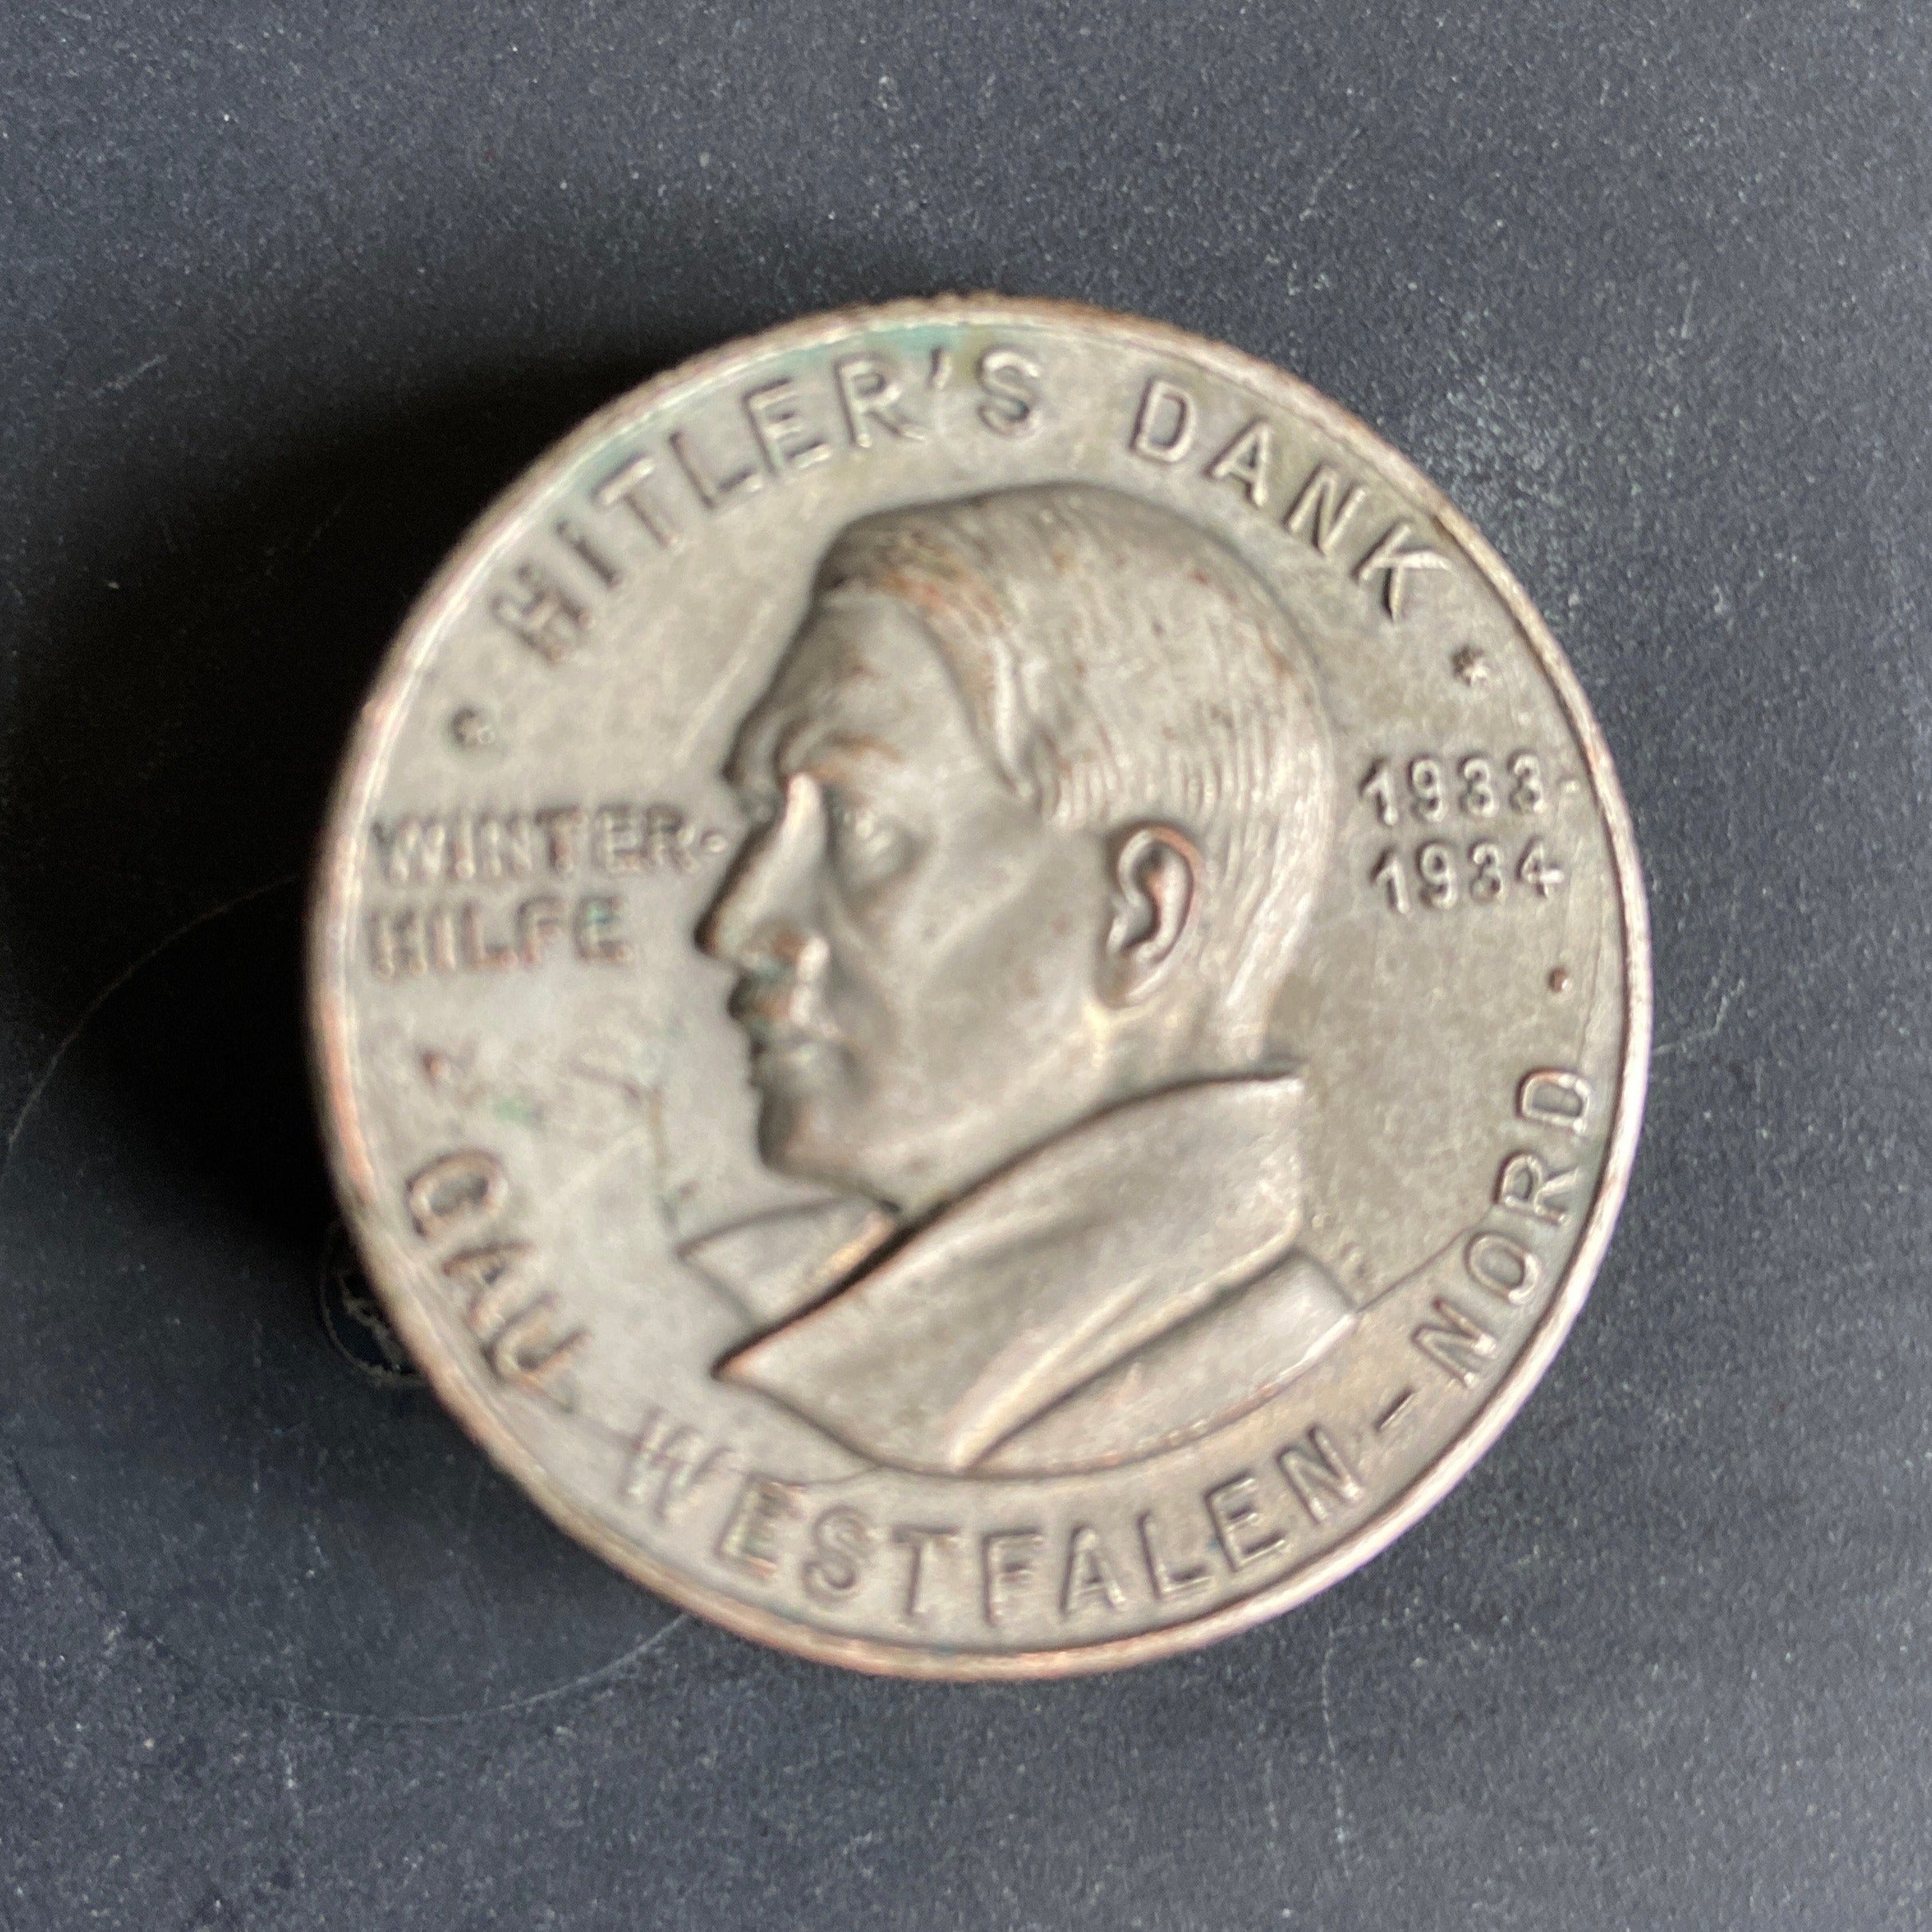 HITLER'S DANK
WINTER-
HILFE
1933-
1934
GAU WESTFALEN-NORD